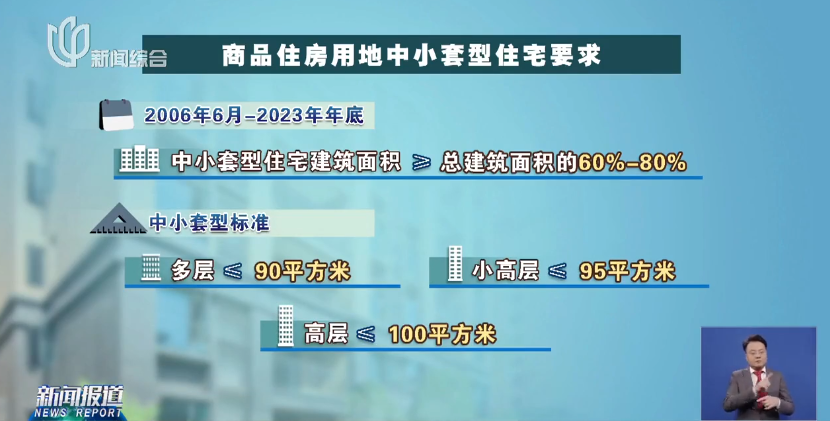 新闻综合
商品住房用地中小套型住宅要求
2006年6月-2023年年底
中小套型住宅建筑面积 ≥ 总建筑面积的60%-80%
中小套型标准
多层 ≤ 90平方米
小高层 ≤ 95平方米
高层 ≤ 100平方米
新闻报道
NEWS REPORT